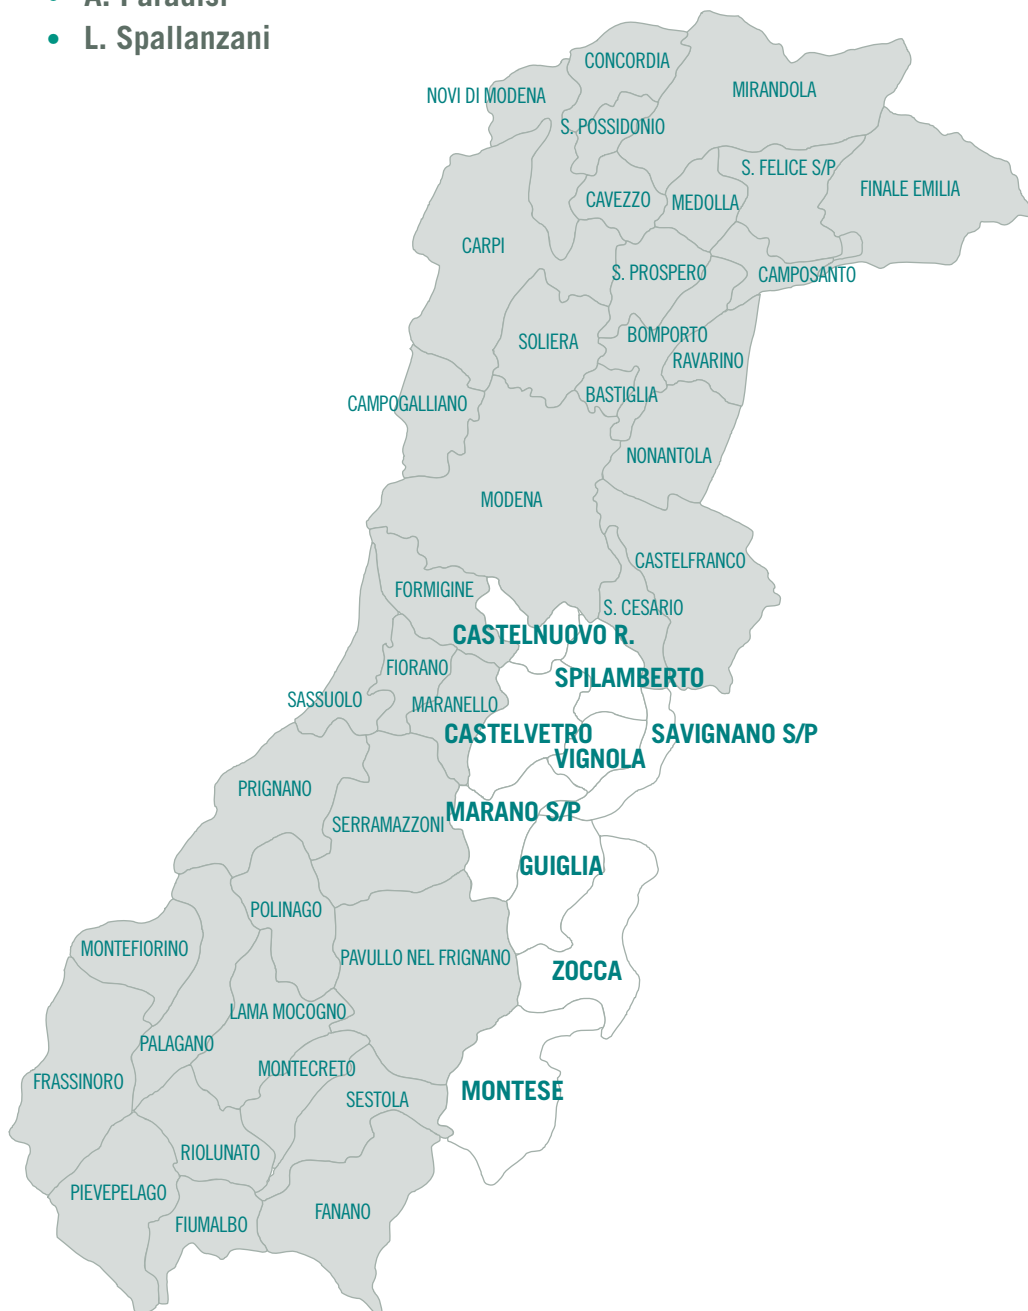 • A. Paradisi
• L. Spallanzani
CONCORDIA
MIRANDOLA
NOVI DI MODENA
S. POSSIDONIO
S. FELICE S/P
FINALE EMILIA
CAVEZZO
MEDOLLA
CARPI
S. PROSPERO
CAMPOSANTO
SOLIERA
BOMPORTO
RAVARINO
BASTIGLIA
CAMPOGALLIANO
NONANTOLA
MODENA
CASTELFRANCO
FORMIGINE
S. CESARIO
CASTELNUOVO R.
FIORANO
SPILAMBERTO
SASSUOLO
MARANELLO
CASTELVETRO
SAVIGNANO S/P
VIGNOLA
PRIGNANO
MARANO S/P
SERRAMAZZONI
GUIGLIA
POLINAGO
MONTEFIORINO
PAVULLO NEL FRIGNANO
ZOCCA
LAMA MOCOGNO
PALAGANO
MONTECRETO
FRASSINORO
MONTESE
SESTOLA
RIOLUNATO
PIEVEPELAGO
FANANO
FIUMALBO